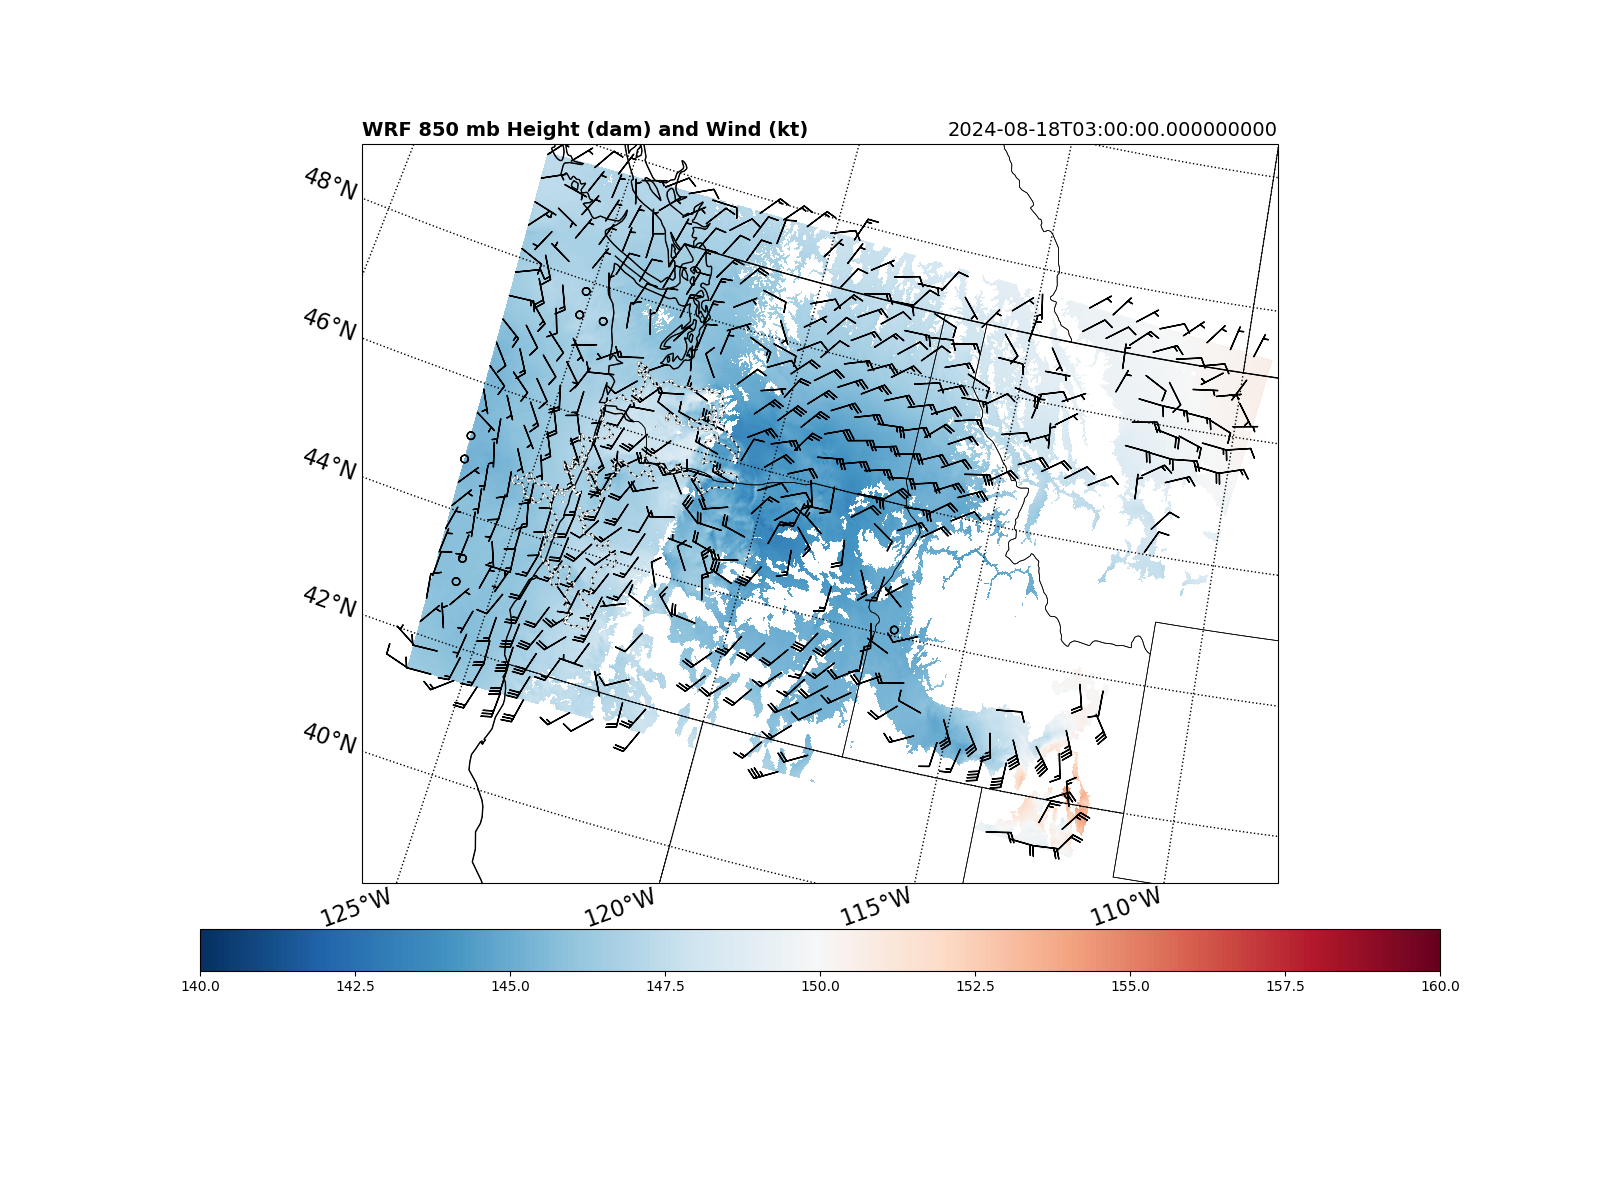 WRF 850 mb Height (dam) and Wind (kt) 2024-08-18T03:00:00.000000000
48°N
46°N
44°N
42°N
40°N
125°W 120°W 115°W 110°W
140.0 142.5 145.0 147.5 150.0 152.5 155.0 157.5 160.0